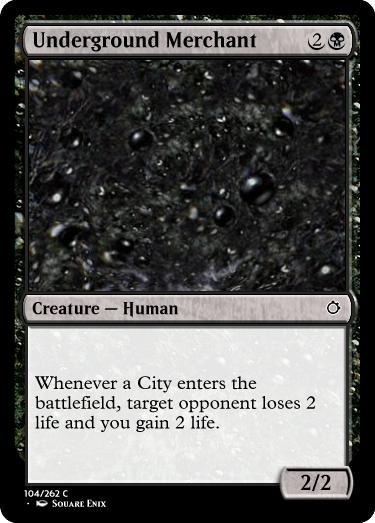 Underground Merchant 2
Creature — Human
Whenever a City enters the
battlefield, target opponent loses 2
life and you gain 2 life.
2/2
104/262 C
· Square Enix